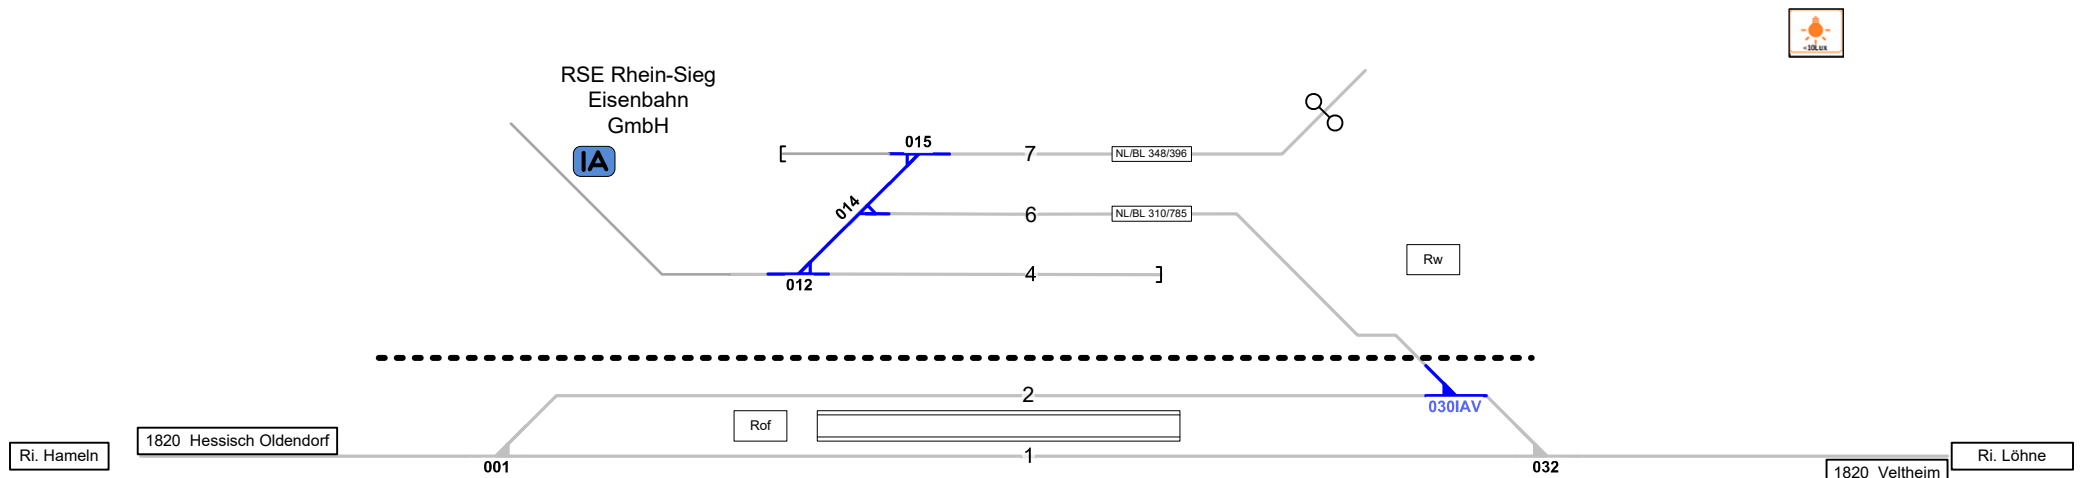 <10Lux
RSE Rhein-Sieg
Eisenbahn
GmbH
IA
015
7
NL/BL 348/396
014
6
NL/BL 310/785
Rw
4
012
2
030IAV
Rof
1820 Hessisch Oldendorf
Ri. Hameln
1
Ri. Löhne
001
032
1820 Veltheim